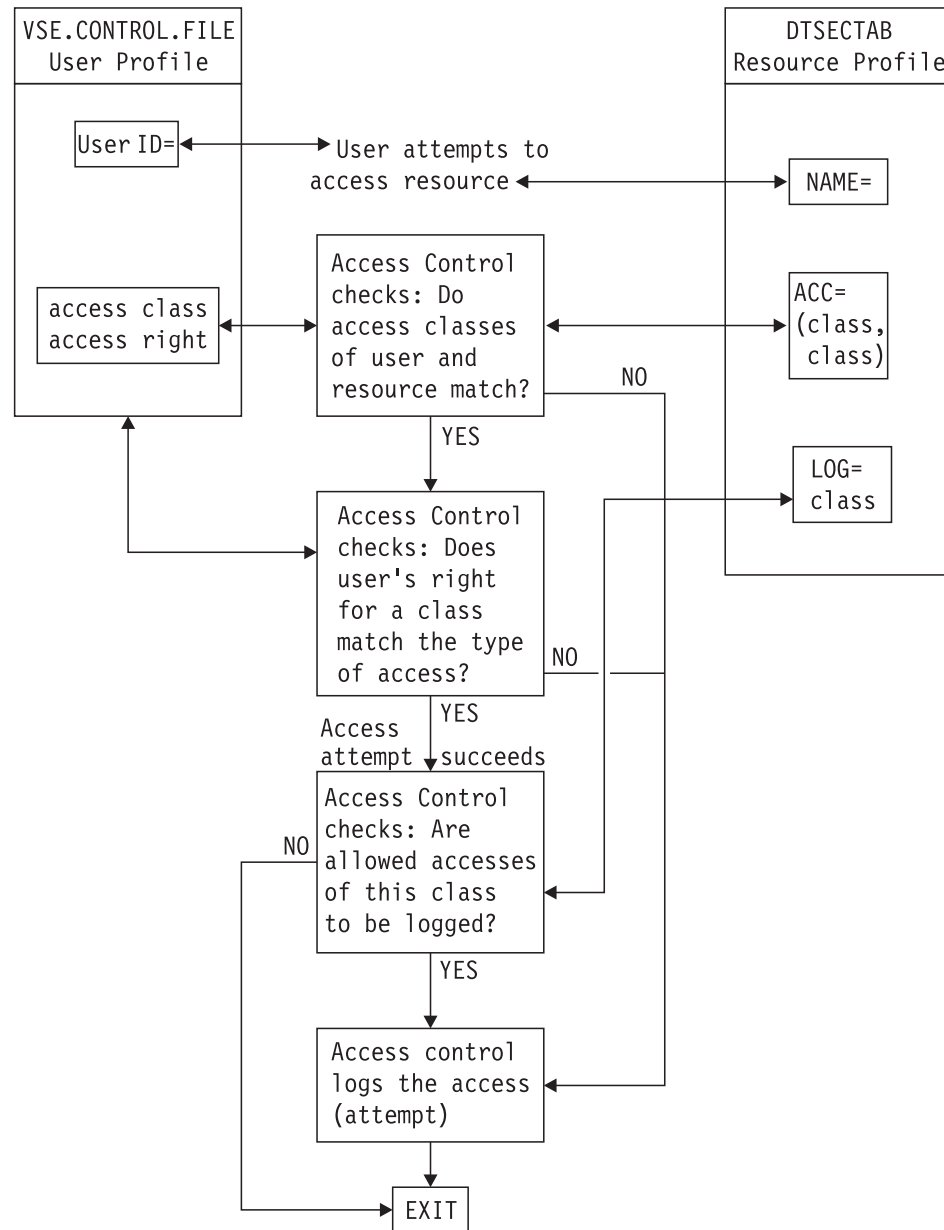 VSE.CONTROL.FILE
User Profile
DTSECTAB
Resource Profile
User ID=
User attempts to
access resource
NAME=
Access Control
checks: Do
access classes
of user and
resource match?
access class
access right
ACC=
(class,
class)
NO
YES
LOG=
class
Access Control
checks: Does
user's right
for a class
match the type
of access?
NO
YES
Access
attempt succeeds
Access Control
checks: Are
allowed accesses
of this class
to be logged?
NO
YES
Access control
logs the access
(attempt)
EXIT